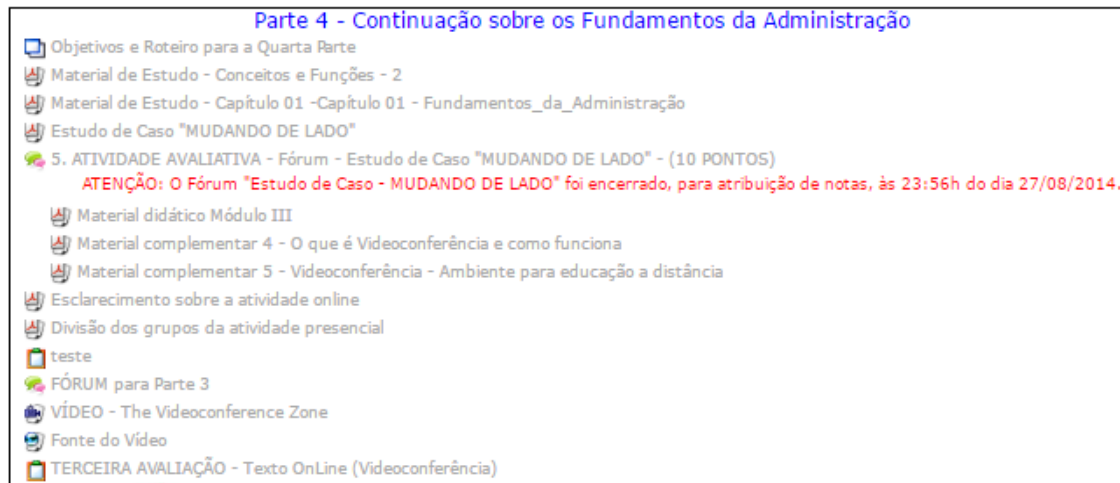 Parte 4 - Continuação sobre os Fundamentos da Administração
Objetivos e Roteiro para a Quarta Parte
Material de Estudo - Conceitos e Funções - 2
Material de Estudo - Capítulo 01 -Capítulo 01 - Fundamentos_da_Administração
Estudo de Caso "MUDANDO DE LADO"
5. ATIVIDADE AVALIATIVA - Fórum - Estudo de Caso "MUDANDO DE LADO" - (10 PONTOS)
ATENÇÃO: O Fórum "Estudo de Caso - MUDANDO DE LADO" foi encerrado, para atribuição de notas, às 23:56h do dia 27/08/2014.
Material didático Módulo III
Material complementar 4 - O que é Videoconferência e como funciona
Material complementar 5 - Videoconferência - Ambiente para educação a distância
Esclarecimento sobre a atividade online
Divisão dos grupos da atividade presencial
teste
FÓRUM para Parte 3
VÍDEO - The Videoconference Zone
Fonte do Vídeo
TERCEIRA AVALIAÇÃO - Texto OnLine (Videoconferência)